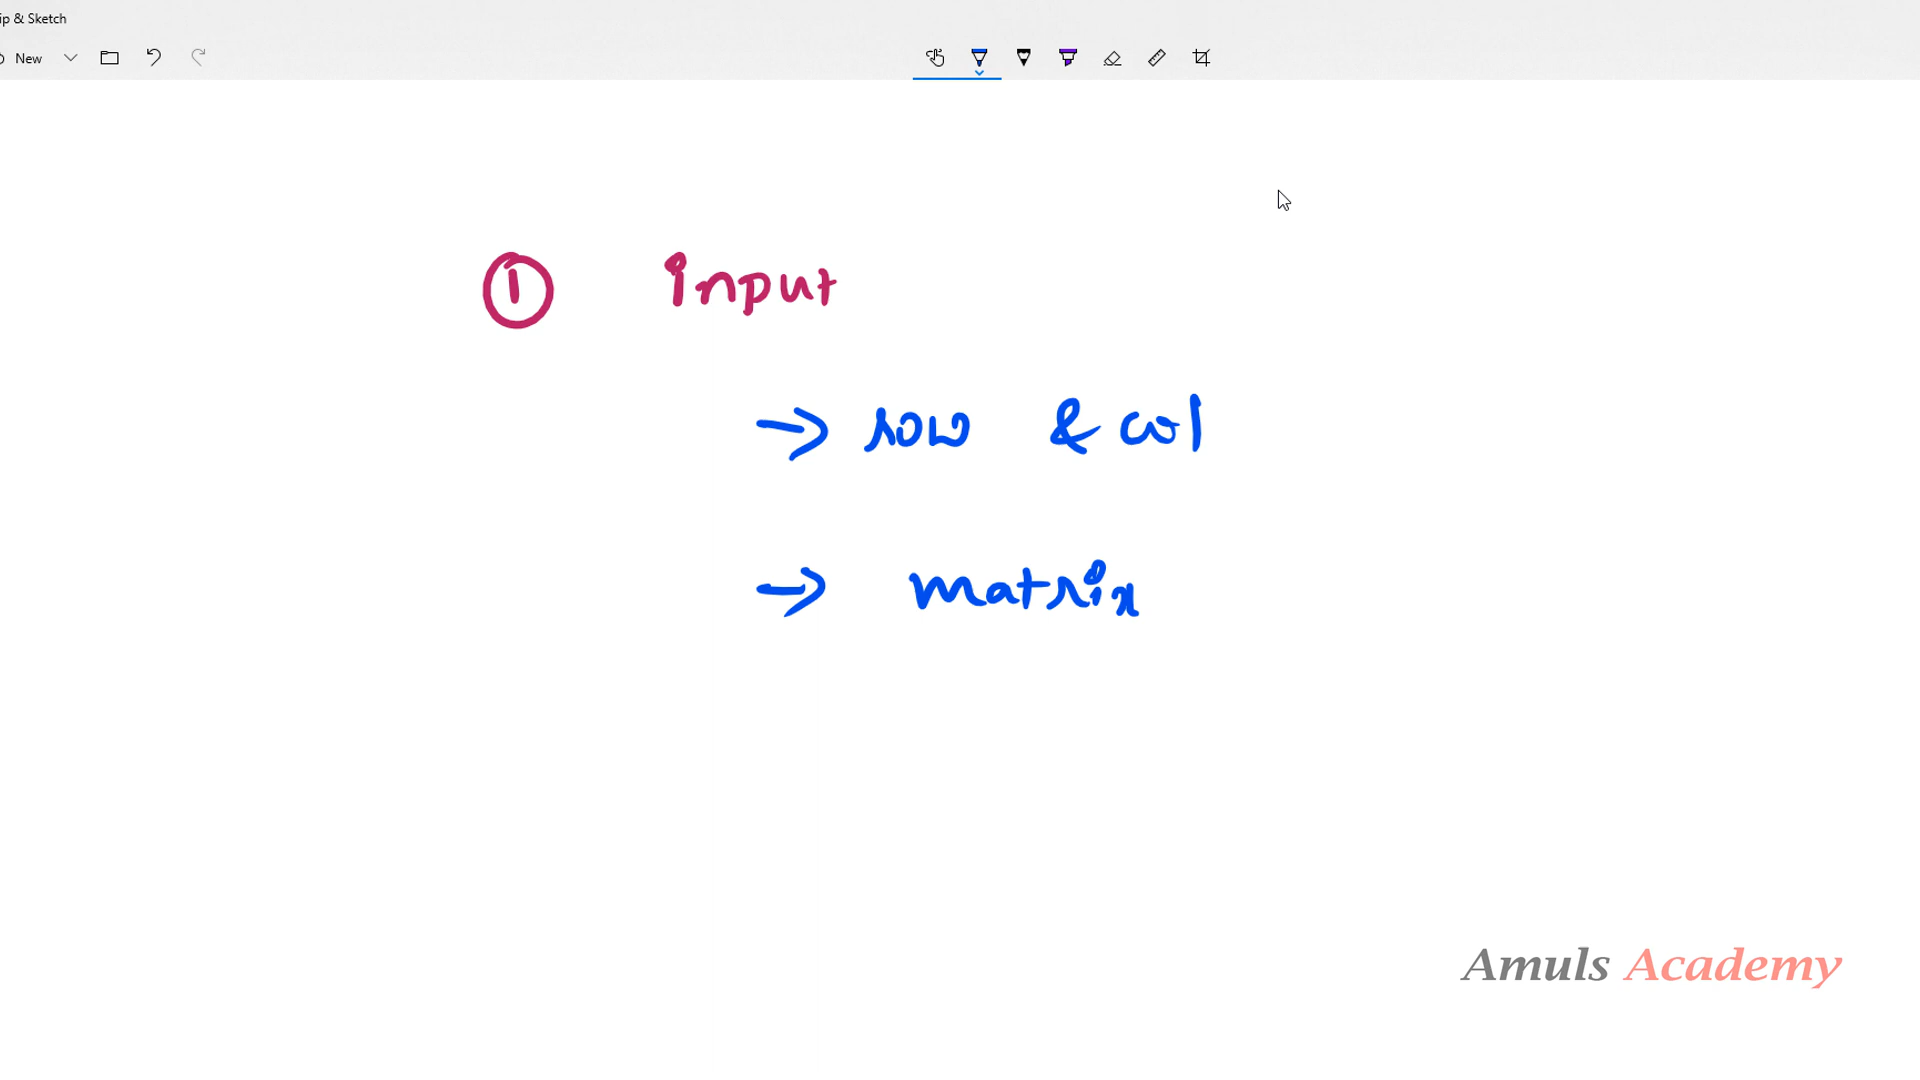 ip & Sketch
New
① input
→ row & col
→ matrix
Amuls Academy